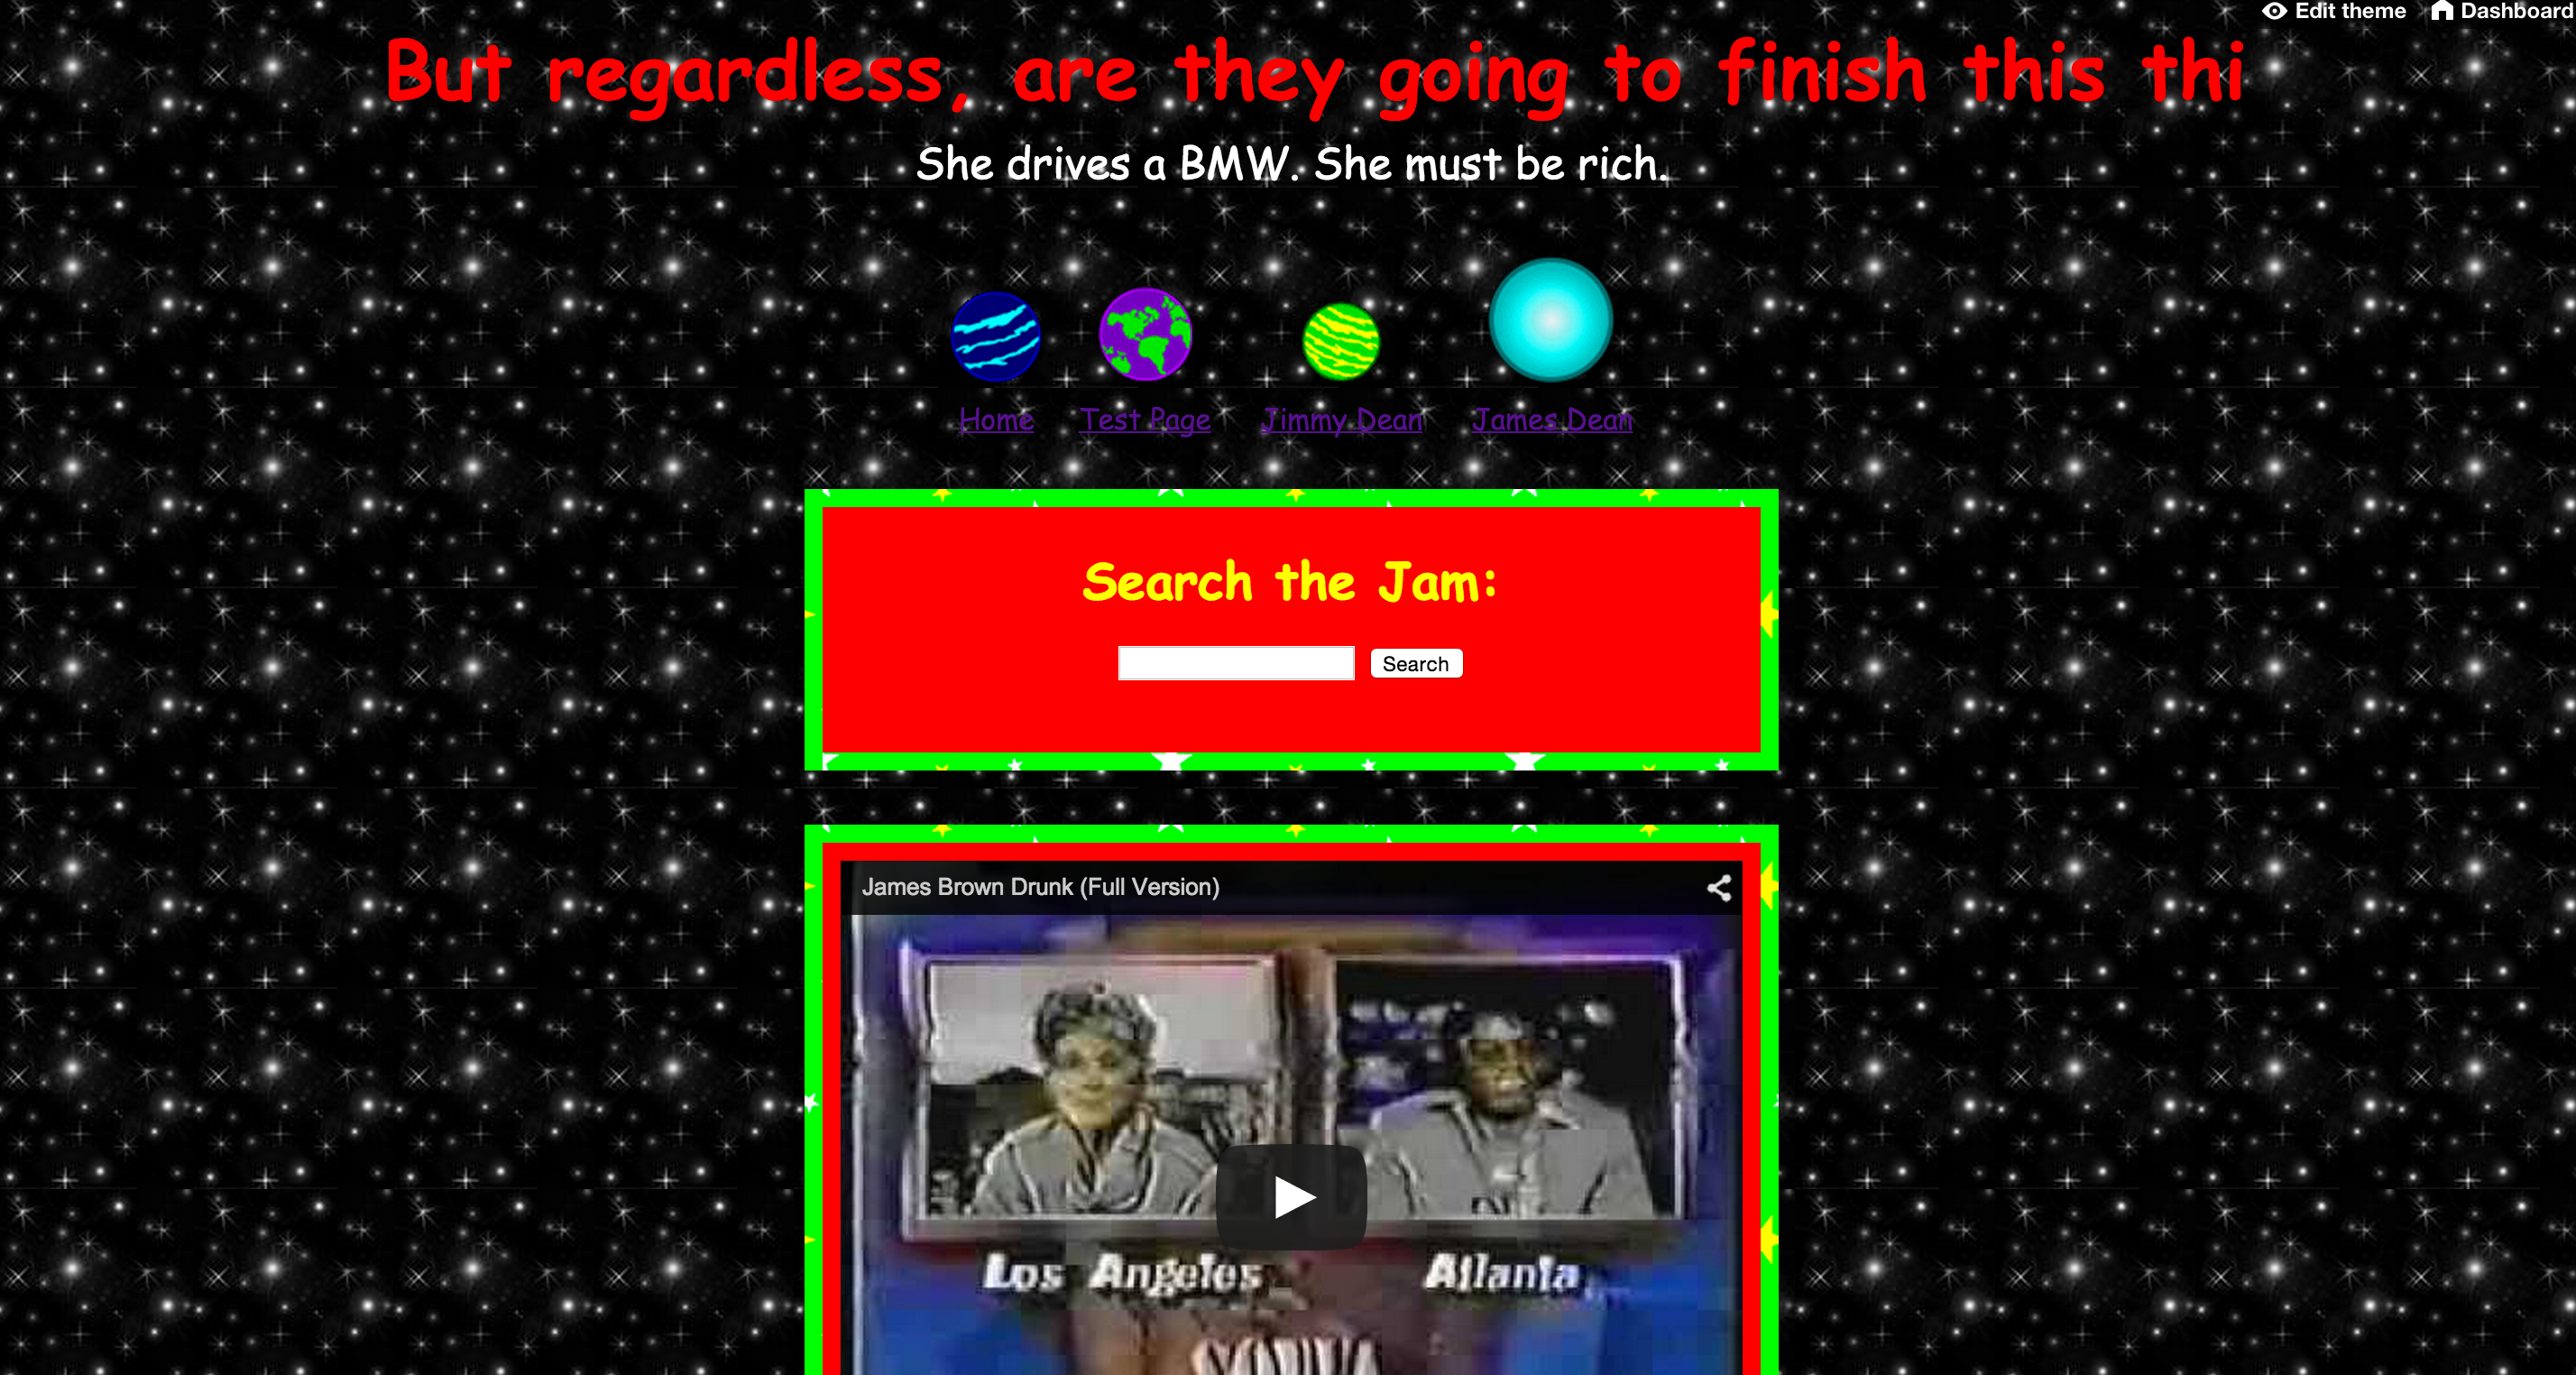 Edit theme Dashboard
But regardless, are they going to finish this thi
She drives a BMW. She must be rich.
Home Test Page Jimmy Dean James Dean
Search the Jam:
Search
James Brown Drunk (Full Version)
Los Angeles Atlanta